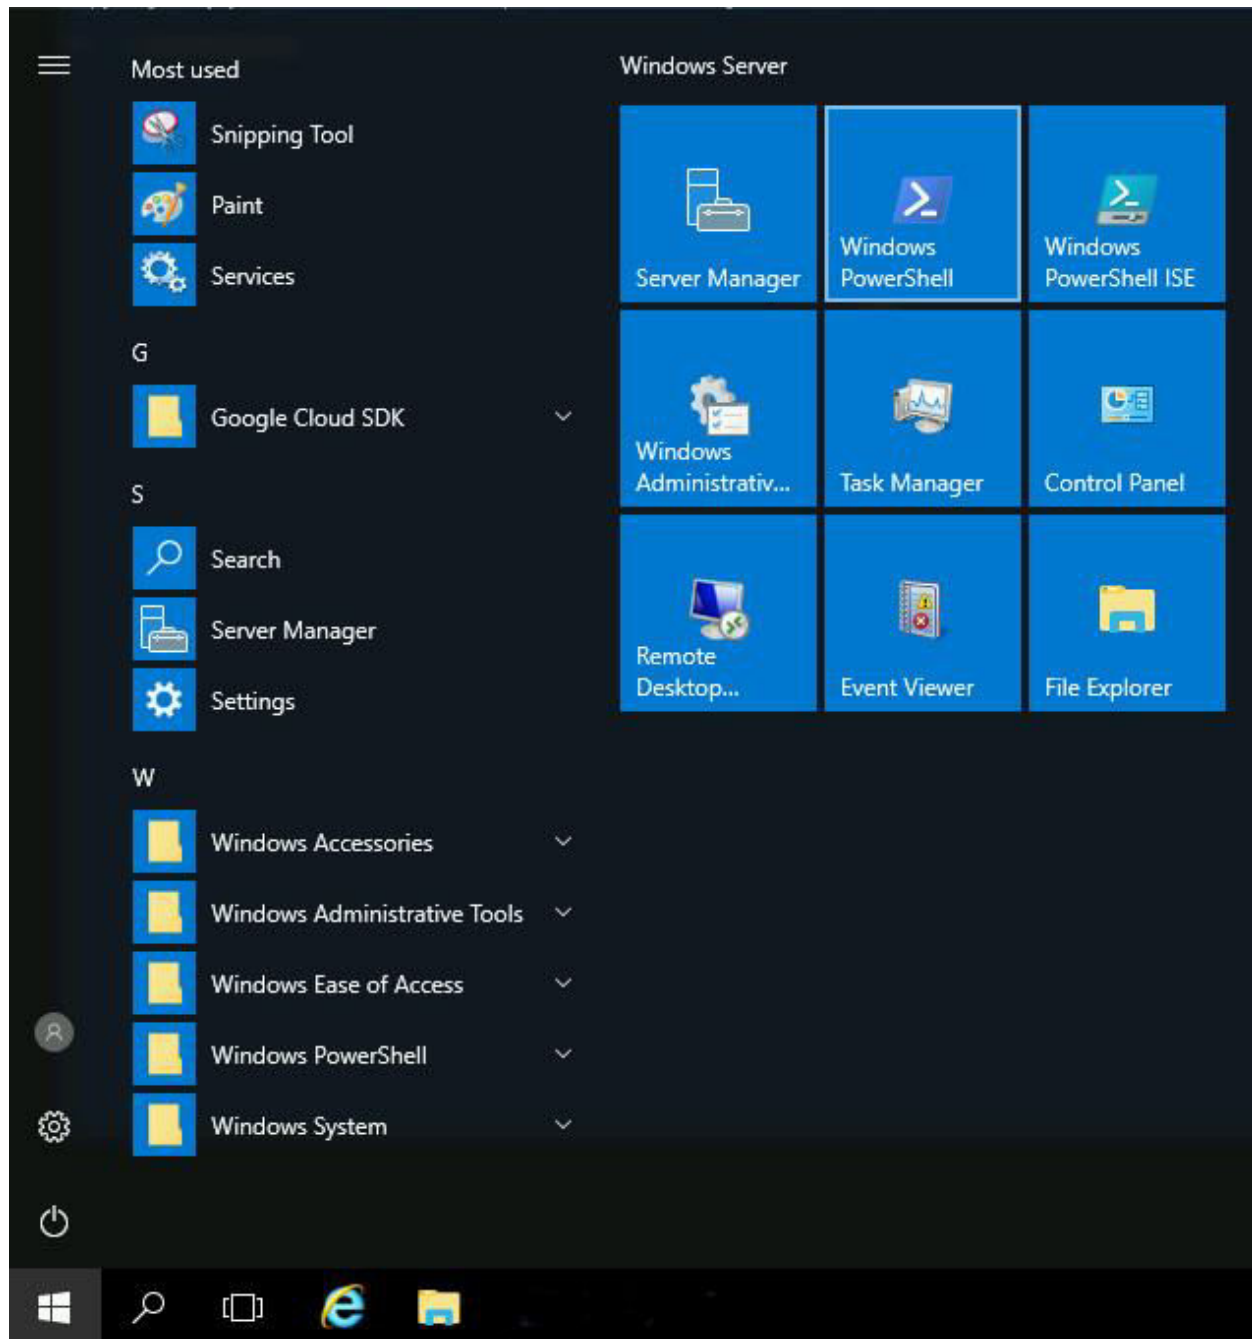 Most used
Snipping Tool
Paint
Services
G
Google Cloud SDK
S
Search
Server Manager
Settings
W
Windows Accessories
Windows Administrative Tools
Windows Ease of Access
Windows PowerShell
Windows System
Windows Server
Server Manager
Windows
PowerShell
Windows
PowerShell ISE
Windows
Administrativ...
Task Manager
Control Panel
Remote
Desktop...
Event Viewer
File Explorer